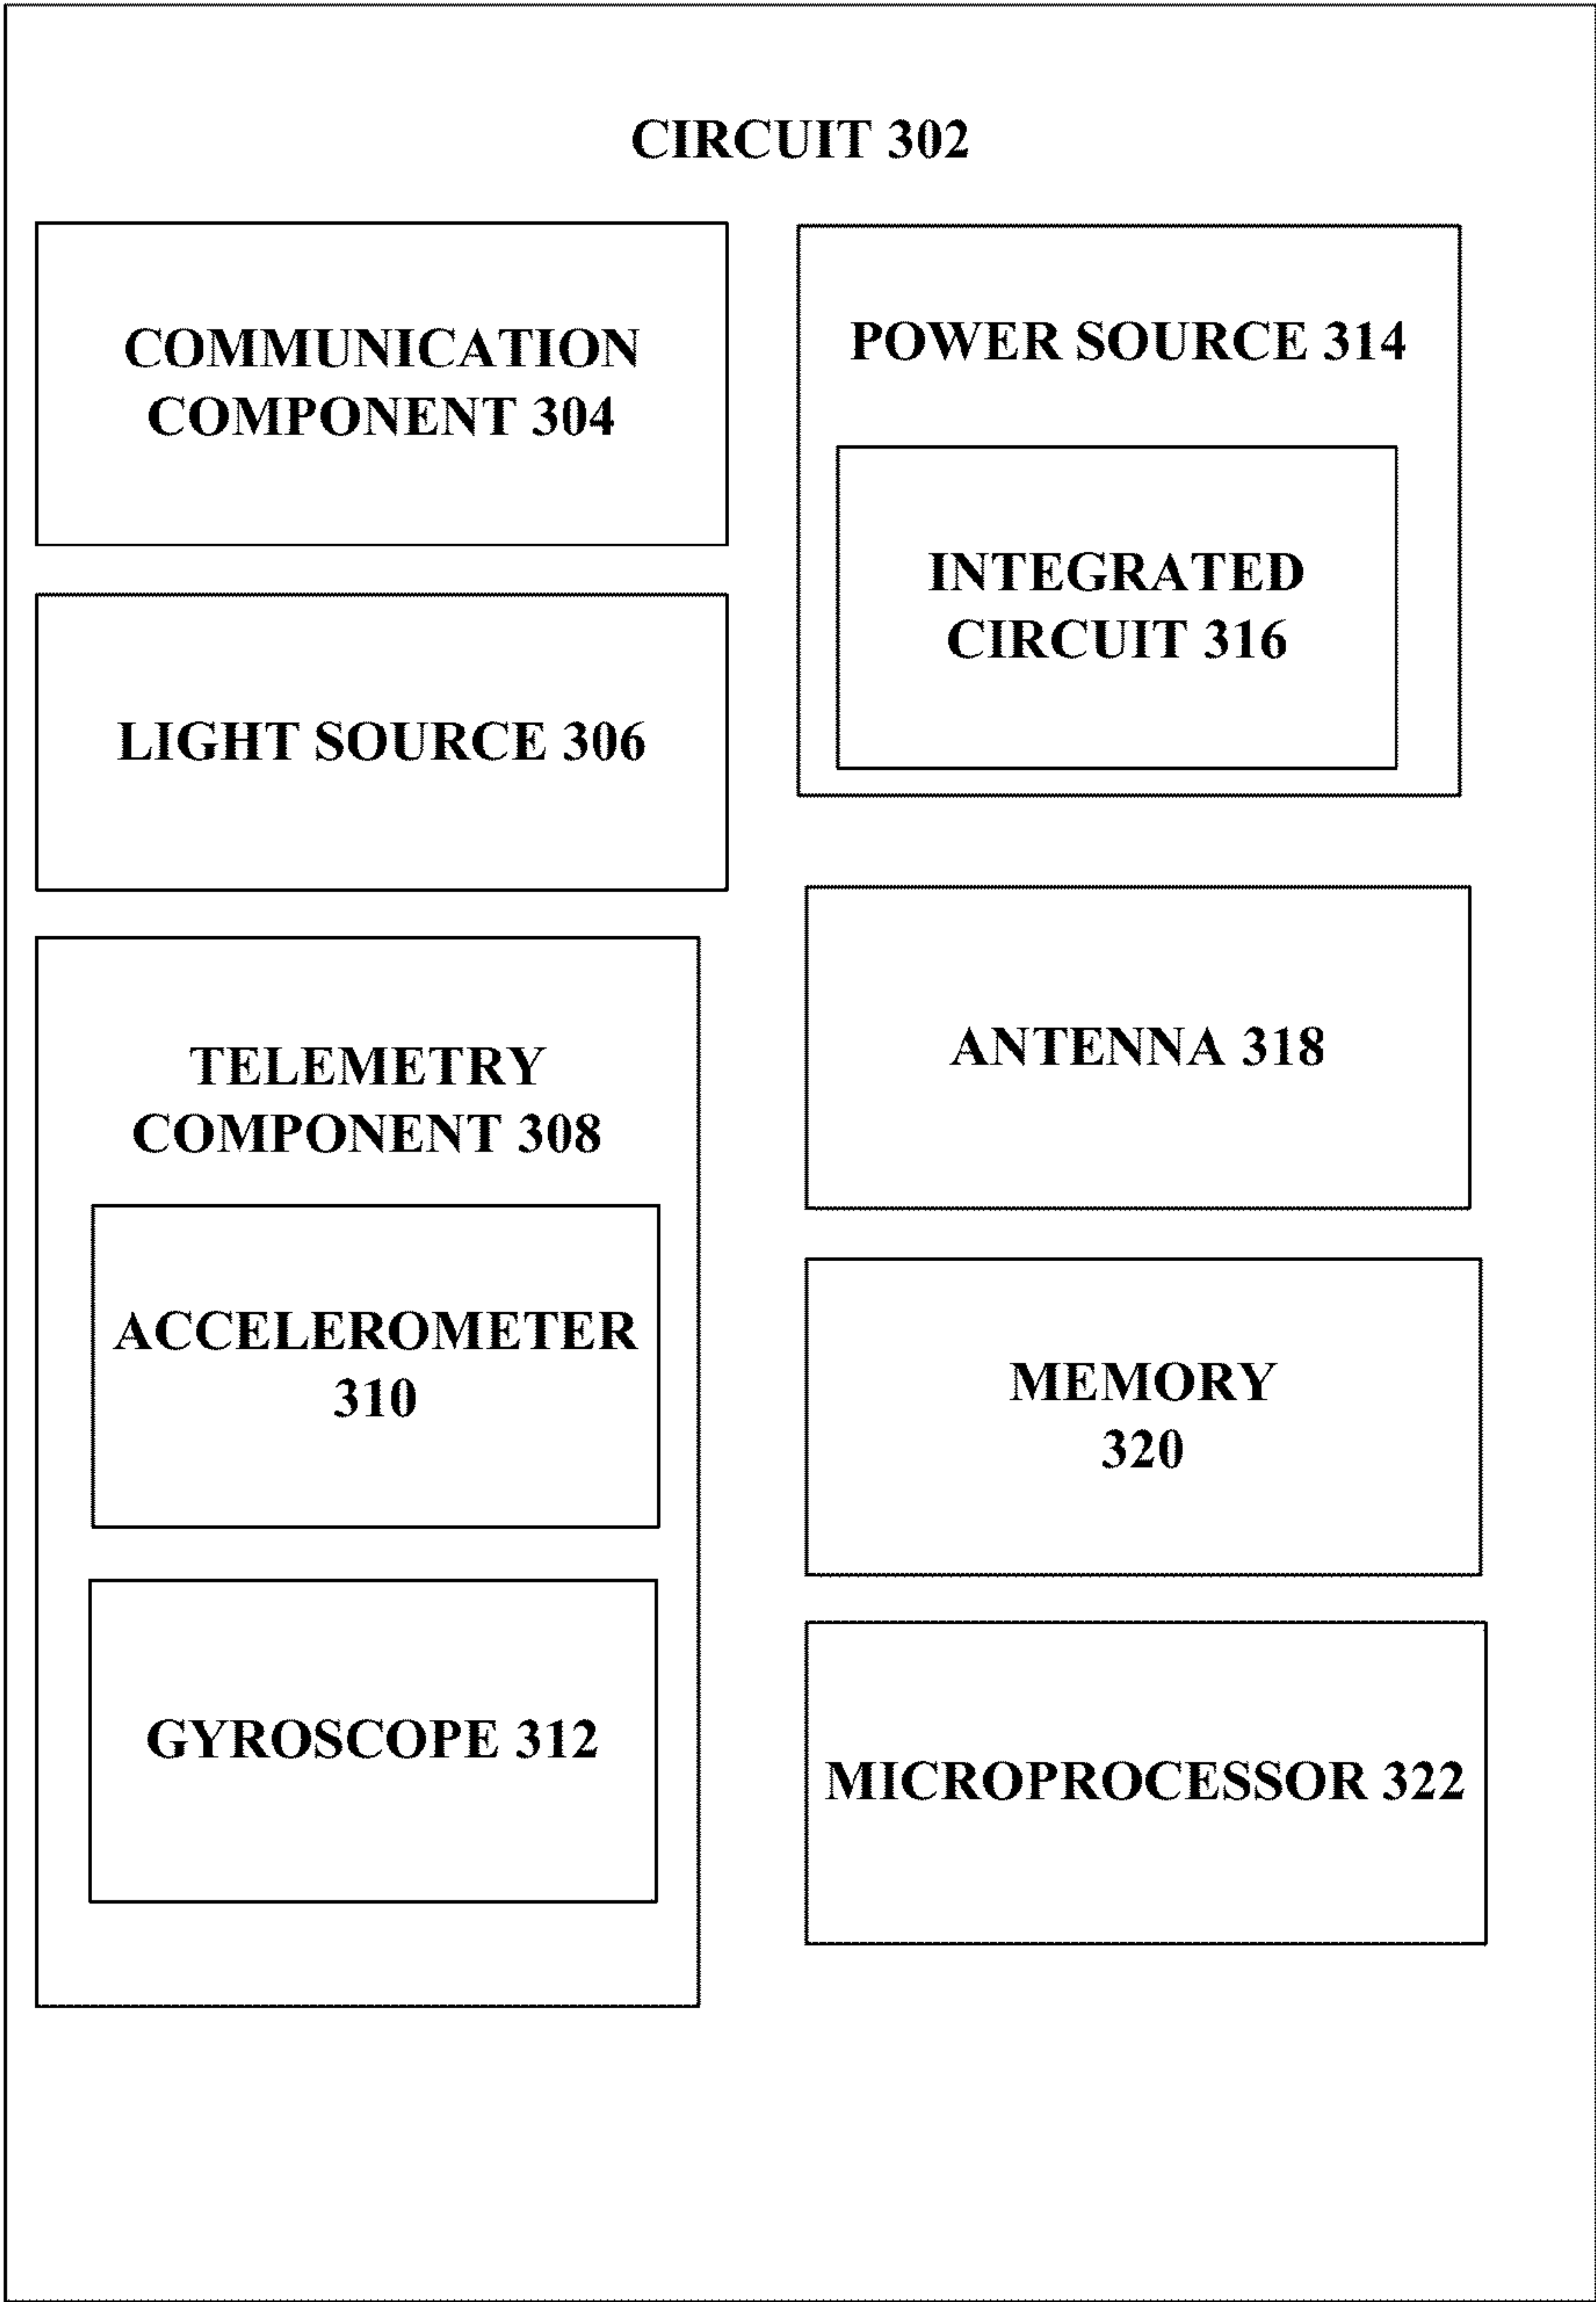 CIRCUIT 302
COMMUNICATION
COMPONENT 304
LIGHT SOURCE 306
TELEMETRY
COMPONENT 308
ACCELEROMETER
310
GYROSCOPE 312
POWER SOURCE 314
INTEGRATED
CIRCUIT 316
ANTENNA 318
MEMORY
320
MICROPROCESSOR 322